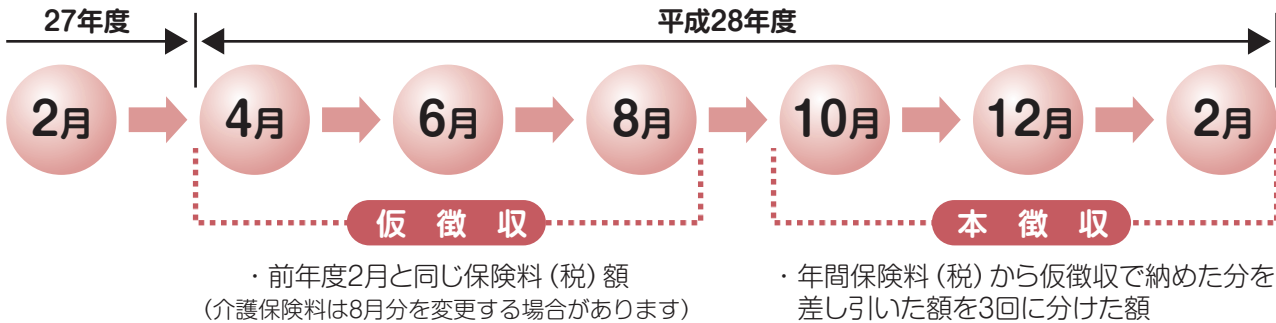 27年度
平成28年度
2月
4月
6月
8月
10月
12月
2月
仮徴収
本徴収
・前年度2月と同じ保険料（税）額
（介護保険料は8月分を変更する場合があります）
・年間保険料（税）から仮徴収で納めた分を
差し引いた額を3回に分けた額